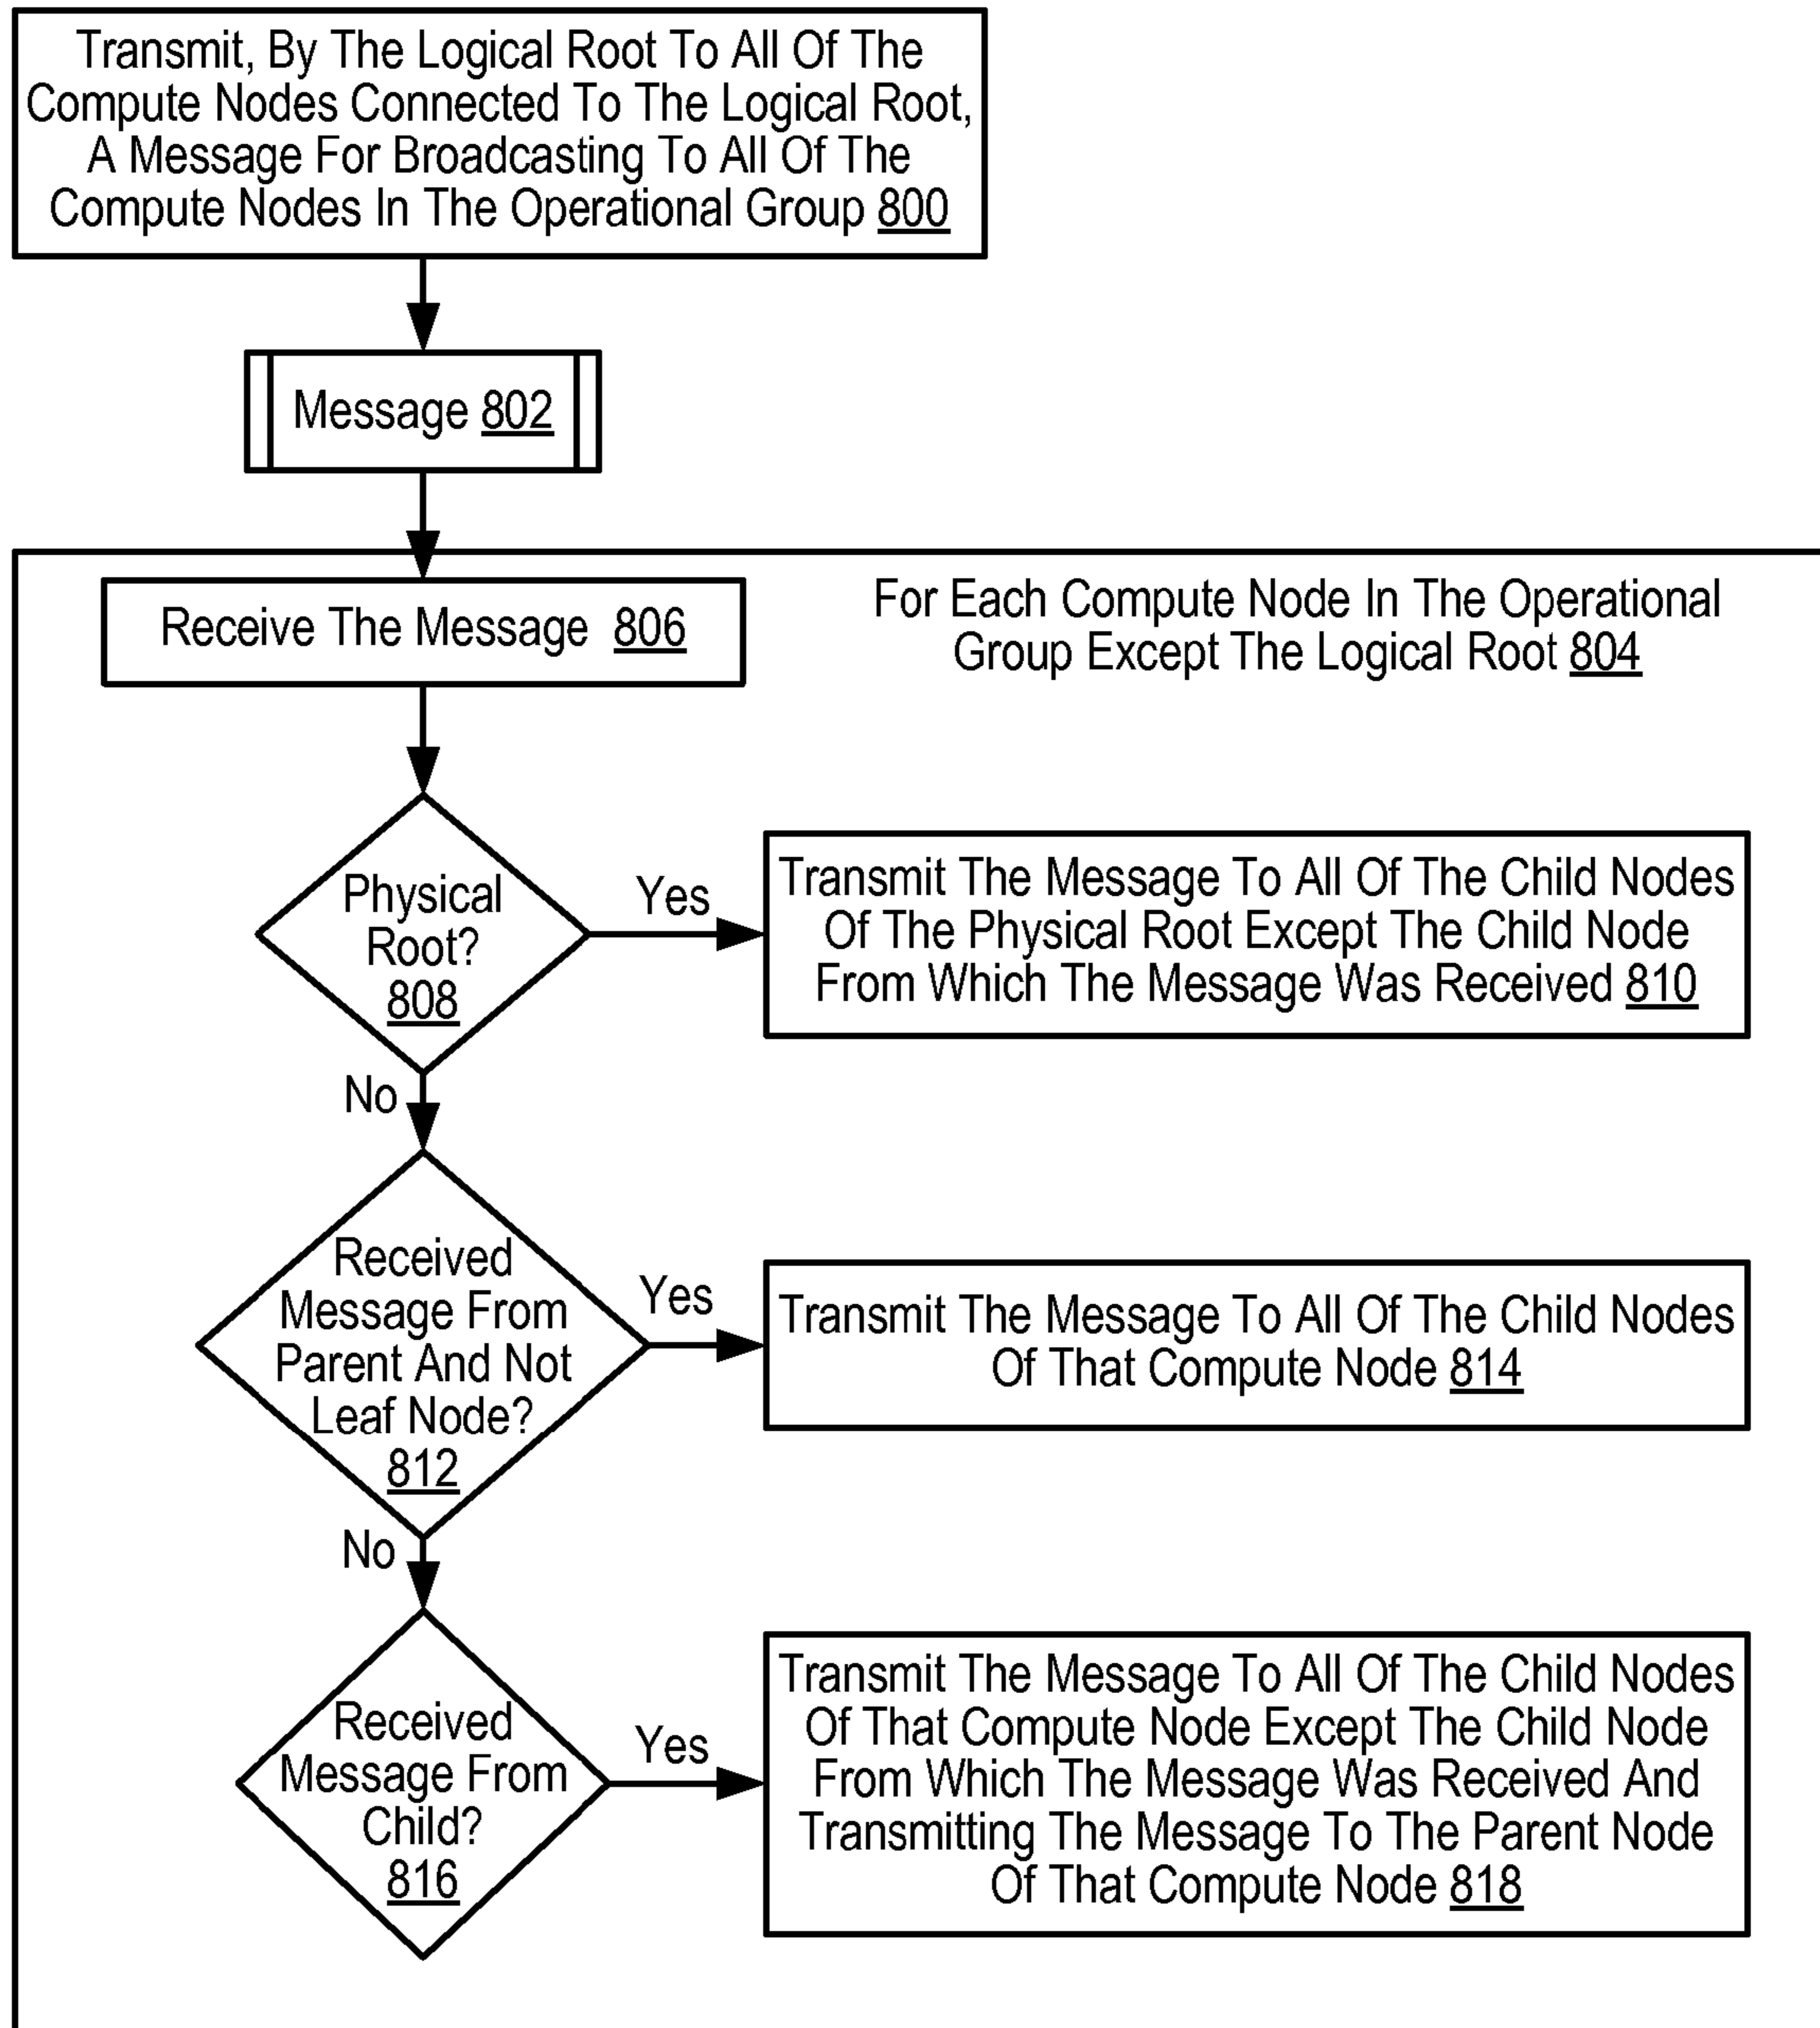 Transmit, By The Logical Root To All Of The
Compute Nodes Connected To The Logical Root,
A Message For Broadcasting To All Of The
Compute Nodes In The Operational Group 800
Message 802
Receive The Message 806
For Each Compute Node In The Operational
Group Except The Logical Root 804
Physical
Root?
808
Yes
Transmit The Message To All Of The Child Nodes
Of The Physical Root Except The Child Node
From Which The Message Was Received 810
No
Received
Message From
Parent And Not
Leaf Node?
812
Yes
Transmit The Message To All Of The Child Nodes
Of That Compute Node 814
No
Received
Message From
Child?
816
Yes
Transmit The Message To All Of The Child Nodes
Of That Compute Node Except The Child Node
From Which The Message Was Received And
Transmitting The Message To The Parent Node
Of That Compute Node 818